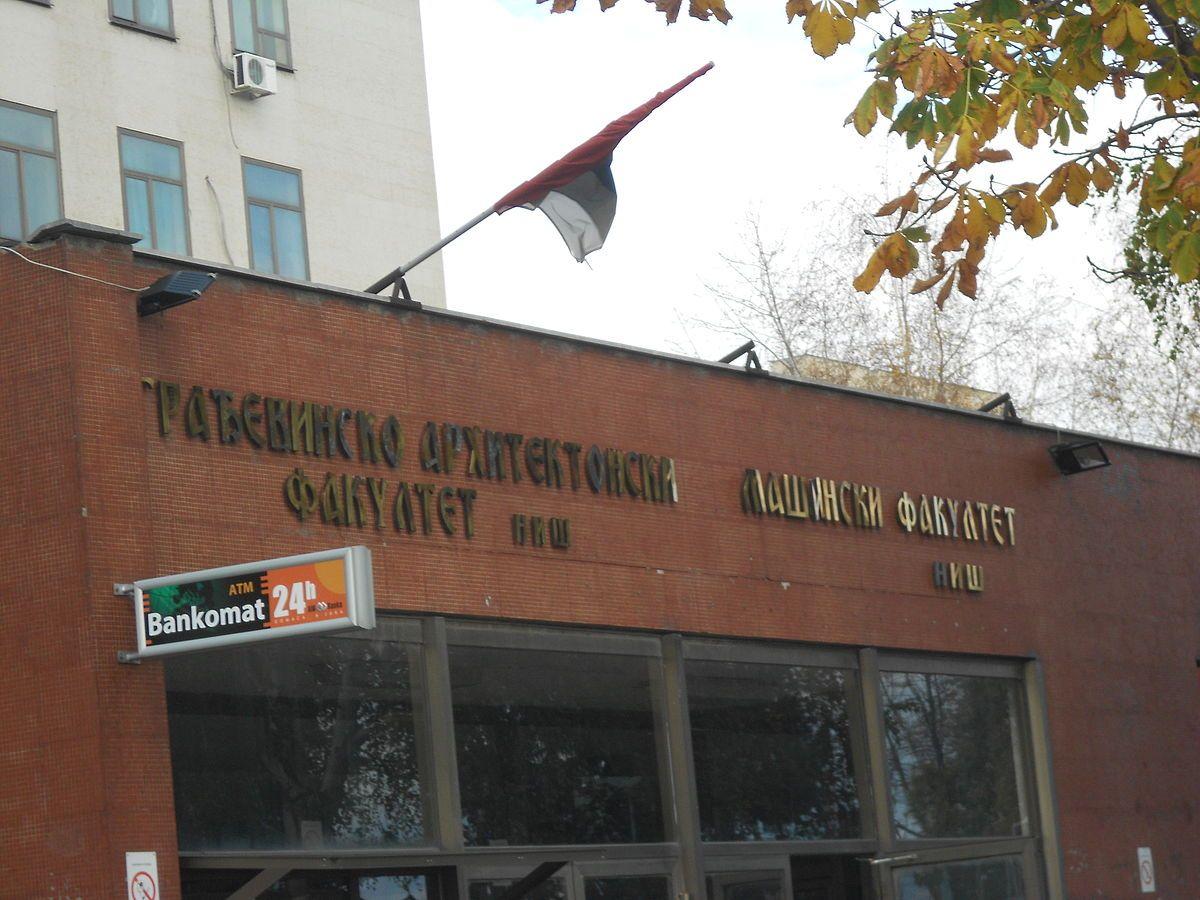 ГРАЂЕВИНСКО АРХИТЕКТОНСКИ
ФАКУЛТЕТ НИШ
МАШИНСКИ ФАКУЛТЕТ
НИШ
ATM
Bankomat 24h